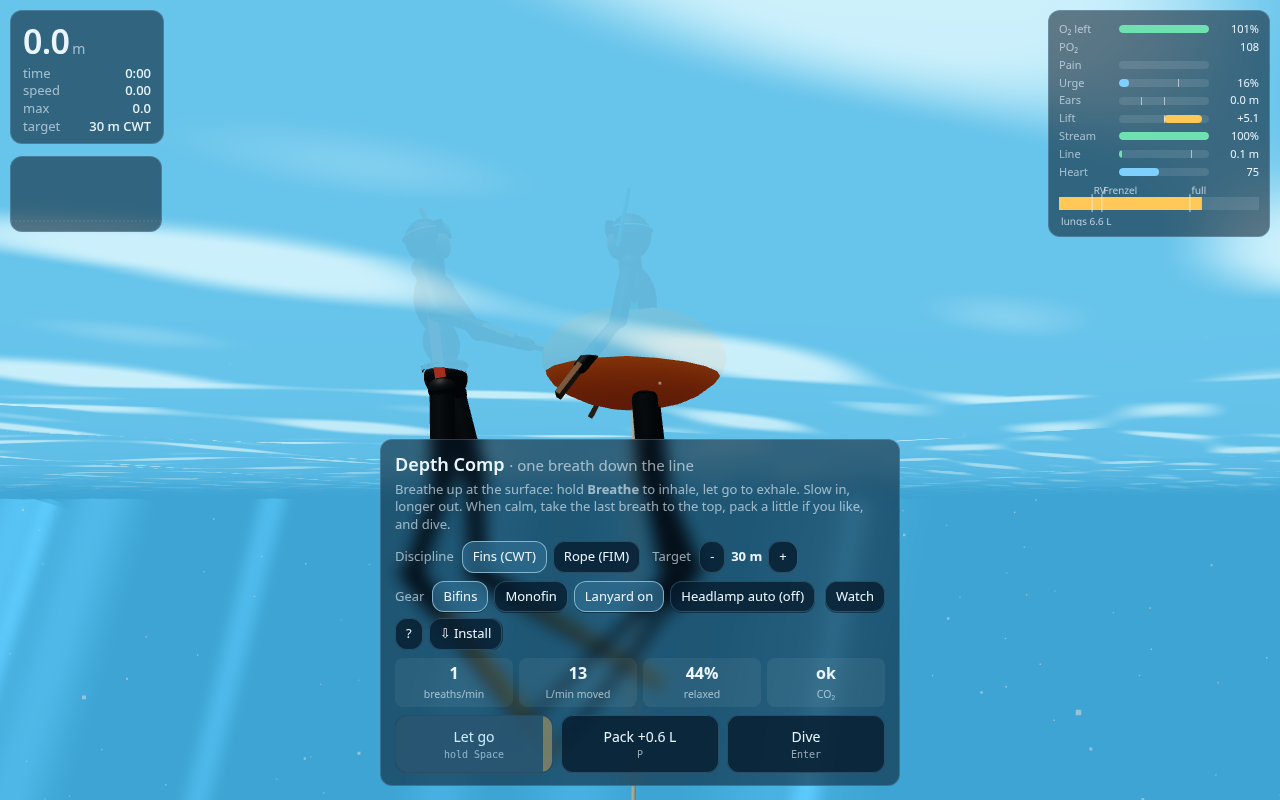 0.0 m
time 0:00
speed 0.00
max 0.0
target 30 m CWT
O₂ left 101%
PO₂ 108
Pain
Urge 16%
Ears 0.0 m
Lift +5.1
Stream 100%
Line 0.1 m
Heart 75
RV Frenzel full
lungs 6.6 L
Depth Comp · one breath down the line
Breathe up at the surface: hold Breathe to inhale, let go to exhale. Slow in,
longer out. When calm, take the last breath to the top, pack a little if you like,
and dive.
Discipline Fins (CWT) Rope (FIM) Target - 30 m +
Gear Bifins Monofin Lanyard on Headlamp auto (off) Watch
? ⇩ Install
1 13 44% ok
breaths/min L/min moved relaxed CO₂
Let go Pack +0.6 L Dive
hold Space P Enter